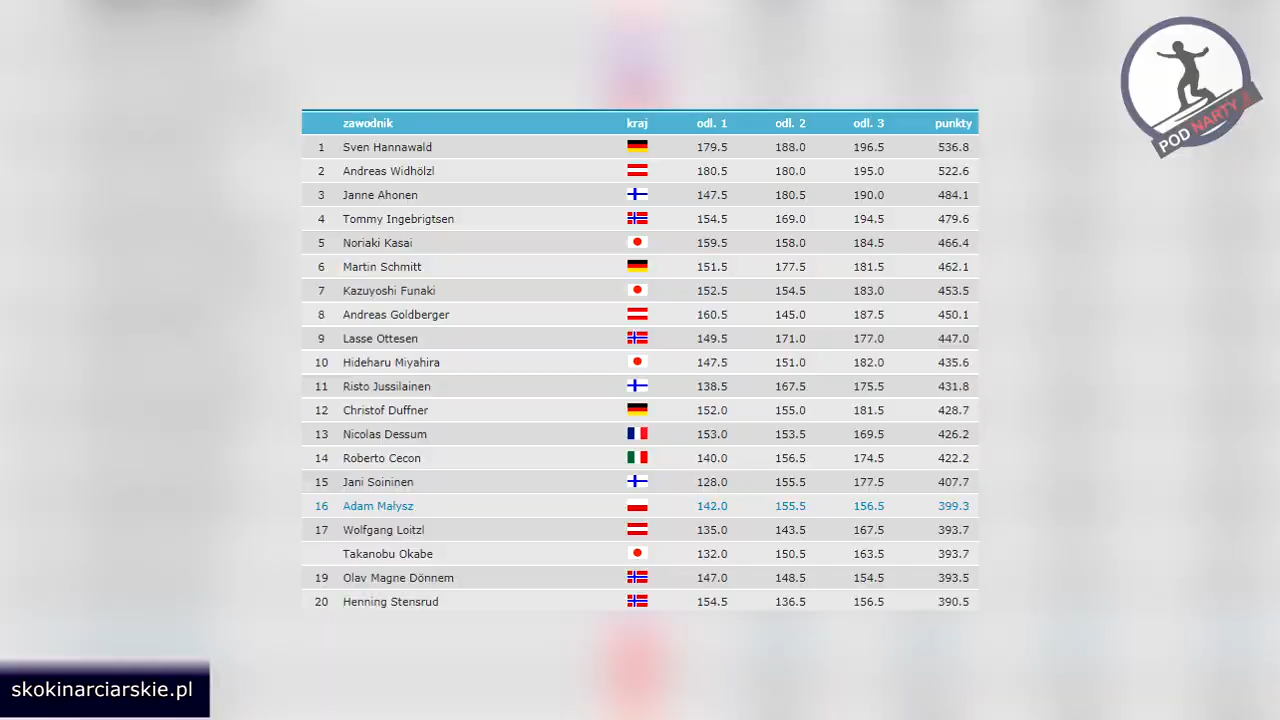 zawodnik kraj odl. 1 odl. 2 odl. 3 punkty
1 Sven Hannawald 179.5 188.0 196.5 536.8
2 Andreas Widhölzl 180.5 180.0 195.0 522.6
3 Janne Ahonen 147.5 180.5 190.0 484.1
4 Tommy Ingebrigtsen 154.5 169.0 194.5 479.6
5 Noriaki Kasai 159.5 158.0 184.5 466.4
6 Martin Schmitt 151.5 177.5 181.5 462.1
7 Kazuyoshi Funaki 152.5 154.5 183.0 453.5
8 Andreas Goldberger 160.5 145.0 187.5 450.1
9 Lasse Ottesen 149.5 171.0 177.0 447.0
10 Hideharu Miyahira 147.5 151.0 182.0 435.6
11 Risto Jussilainen 138.5 167.5 175.5 431.8
12 Christof Duffner 152.0 155.0 181.5 428.7
13 Nicolas Dessum 153.0 153.5 169.5 426.2
14 Roberto Cecon 140.0 156.5 174.5 422.2
15 Jani Soininen 128.0 155.5 177.5 407.7
16 Adam Małysz 142.0 155.5 156.5 399.3
17 Wolfgang Loitzl 135.0 143.5 167.5 393.7
Takanobu Okabe 132.0 150.5 163.5 393.7
19 Olav Magne Dönnem 147.0 148.5 154.5 393.5
20 Henning Stensrud 154.5 136.5 156.5 390.5
POD NARTY
skokinarciarskie.pl